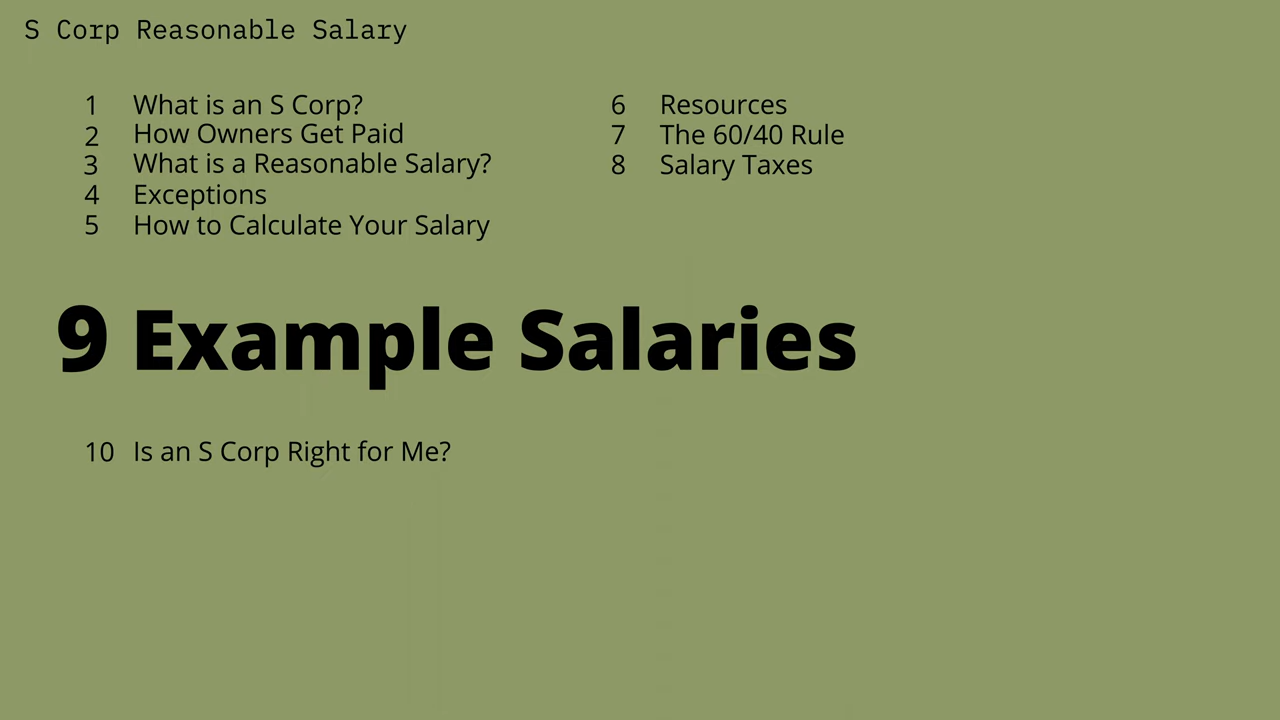 S Corp Reasonable Salary
1 What is an S Corp?
2 How Owners Get Paid
3 What is a Reasonable Salary?
4 Exceptions
5 How to Calculate Your Salary
6 Resources
7 The 60/40 Rule
8 Salary Taxes
9 Example Salaries
10 Is an S Corp Right for Me?